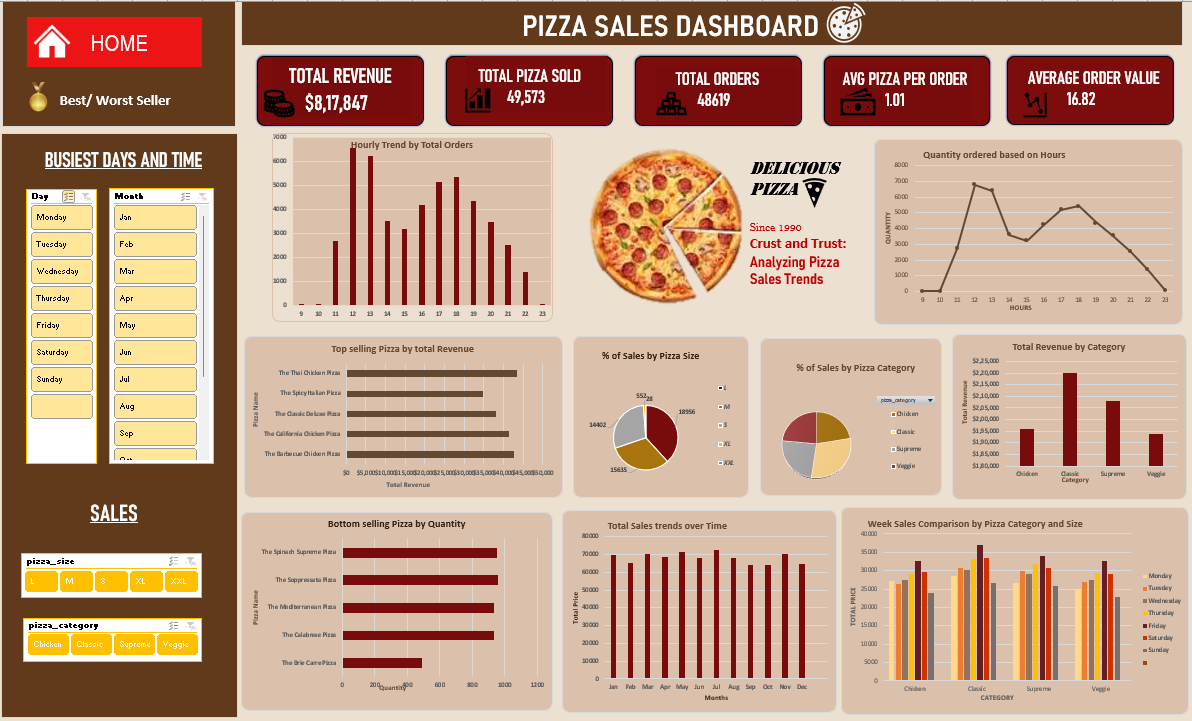 HOME
Best/ Worst Seller
PIZZA SALES DASHBOARD
TOTAL REVENUE
$8,17,847
TOTAL PIZZA SOLD
49,573
TOTAL ORDERS
48619
AVG PIZZA PER ORDER
1.01
AVERAGE ORDER VALUE
16.82
BUSIEST DAYS AND TIME
Day
Monday
Tuesday
Wednesday
Thursday
Friday
Saturday
Sunday
Month
Jan
Feb
Mar
Apr
May
Jun
Jul
Aug
Sep
Oct
SALES
pizza_size
L M S XL XXL
pizza_category
Chicken Classic Supreme Veggie
Hourly Trend by Total Orders
7000
6000
5000
4000
3000
2000
1000
0
9 10 11 12 13 14 15 16 17 18 19 20 21 22 23
DELICIOUS
PIZZA
Since 1990
Crust and Trust:
Analyzing Pizza
Sales Trends
Quantity ordered based on Hours
QUANTITY
8000
7000
6000
5000
4000
3000
2000
1000
0
9 10 11 12 13 14 15 16 17 18 19 20 21 22 23
HOURS
Top selling Pizza by total Revenue
Pizza Name
The Thai Chicken Pizza
The Spicy Italian Pizza
The Classic Deluxe Pizza
The California Chicken Pizza
The Barbecue Chicken Pizza
$0 $5,000 $10,000 $15,000 $20,000 $25,000 $30,000 $35,000 $40,000 $45,000 $50,000
Total Revenue
% of Sales by Pizza Size
552 28
18956
14402
15635
L
M
S
XL
XXL
% of Sales by Pizza Category
pizza_category
Chicken
Classic
Supreme
Veggie
Total Revenue by Category
Total Revenue
$2,25,000
$2,20,000
$2,15,000
$2,10,000
$2,05,000
$2,00,000
$1,95,000
$1,90,000
$1,85,000
$1,80,000
Chicken Classic Supreme Veggie
Category
Bottom selling Pizza by Quantity
Pizza Name
The Spinach Supreme Pizza
The Soppressata Pizza
The Mediterranean Pizza
The Calabrese Pizza
The Brie Carre Pizza
0 200 400 600 800 1000 1200
Quantity
Total Sales trends over Time
Total Price
80000
70000
60000
50000
40000
30000
20000
10000
0
Jan Feb Mar Apr May Jun Jul Aug Sep Oct Nov Dec
Months
Week Sales Comparison by Pizza Category and Size
TOTAL PRICE
40000
35000
30000
25000
20000
15000
10000
5000
0
Chicken Classic Supreme Veggie
CATEGORY
Monday
Tuesday
Wednesday
Thursday
Friday
Saturday
Sunday